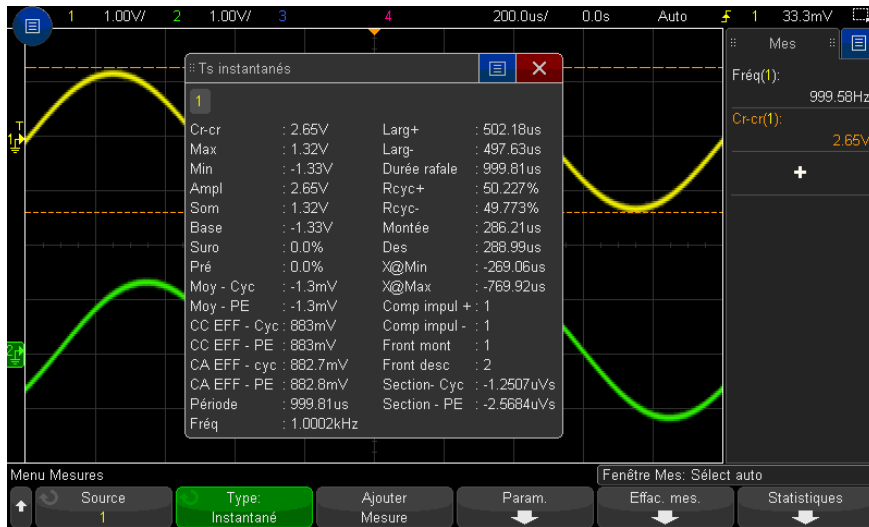 1 1.00V/ 2 1.00V/ 3 4 200.0us/ 0.0s Auto 1 33.3mV
Mes
Fréq(1):
999.58Hz
Cr-cr(1):
2.65V
+
T
1
2
Ts instantanés
1
Cr-cr : 2.65V Larg+ : 502.18us
Max : 1.32V Larg- : 497.63us
Min : -1.33V Durée rafale : 999.81us
Ampl : 2.65V Rcyc+ : 50.227%
Som : 1.32V Rcyc- : 49.773%
Base : -1.33V Montée : 286.21us
Suro : 0.0% Des : 288.99us
Pré : 0.0% X@Min : -269.06us
Moy - Cyc : -1.3mV X@Max : -769.92us
Moy - PE : -1.3mV Comp impul + : 1
CC EFF - Cyc : 883mV Comp impul - : 1
CC EFF - PE : 883mV Front mont : 1
CA EFF - cyc : 882.7mV Front desc : 2
CA EFF - PE : 882.8mV Section- Cyc : -1.2507uVs
Période : 999.81us Section - PE : -2.5684uVs
Fréq : 1.0002kHz
Menu Mesures
Fenêtre Mes: Sélect auto
Source
1
Type:
Instantané
Ajouter
Mesure
Param.
Effac. mes.
Statistiques